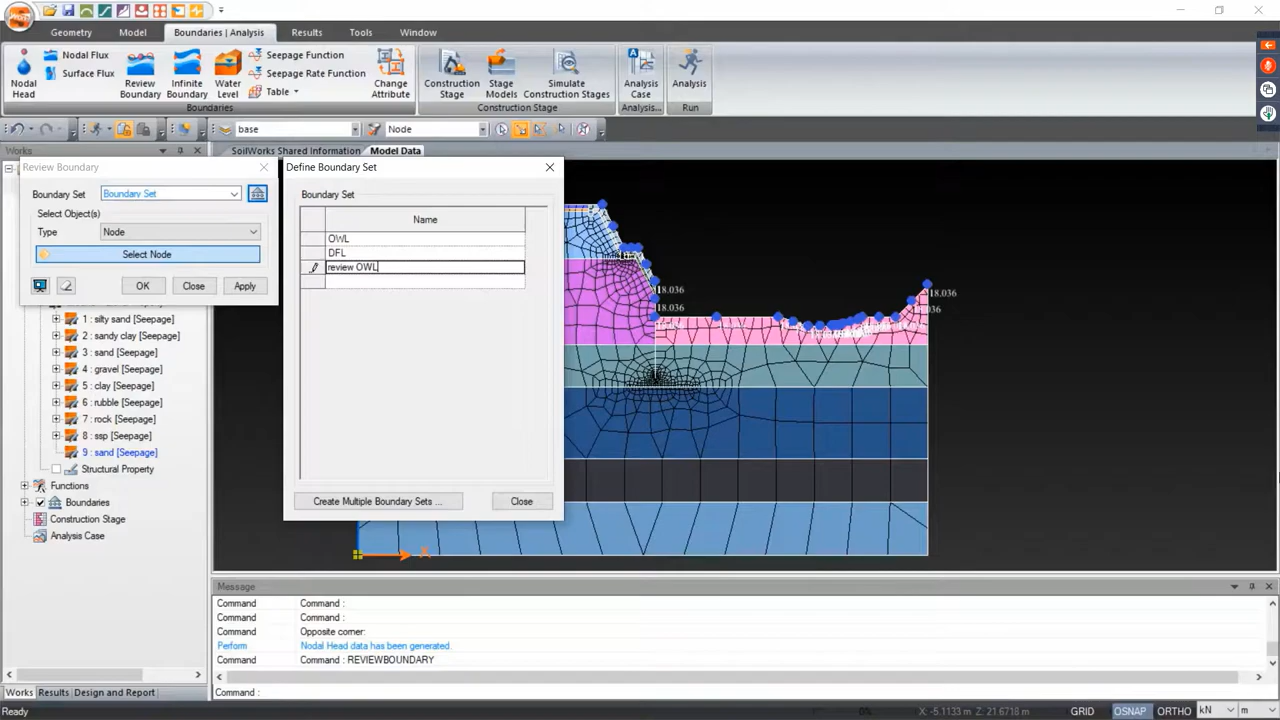 Geometry
Model
Boundaries | Analysis
Results
Tools
Window
Nodal Head
Nodal Flux
Surface Flux
Review Boundary
Infinite Boundary
Water Level
Seepage Function
Seepage Rate Function
Table
Change Attribute
Construction Stage
Stage Models
Simulate Construction Stages
Analysis Case
Analysis
Boundaries
Construction Stage
Analysis...
Run
base
Node
Works
SoilWorks Shared Information
Model Data
Review Boundary
Boundary Set
Boundary Set
Select Object(s)
Type
Node
Select Node
OK
Close
Apply
Define Boundary Set
Boundary Set
Name
OWL
DFL
review OWL
Create Multiple Boundary Sets ...
Close
1 : silty sand [Seepage]
2 : sandy clay [Seepage]
3 : sand [Seepage]
4 : gravel [Seepage]
5 : clay [Seepage]
6 : rubble [Seepage]
7 : rock [Seepage]
8 : ssp [Seepage]
9 : sand [Seepage]
Structural Property
Functions
Boundaries
Construction Stage
Analysis Case
18.036
18.036
18.036
X
Message
Command Command :
Command Command :
Command Opposite corner:
Perform Nodal Head data has been generated.
Command Command : REVIEWBOUNDARY
Command :
Works
Results
Design and Report
Ready
X: -5.1133 m Z: 21.6718 m
GRID
OSNAP
ORTHO
kN
m